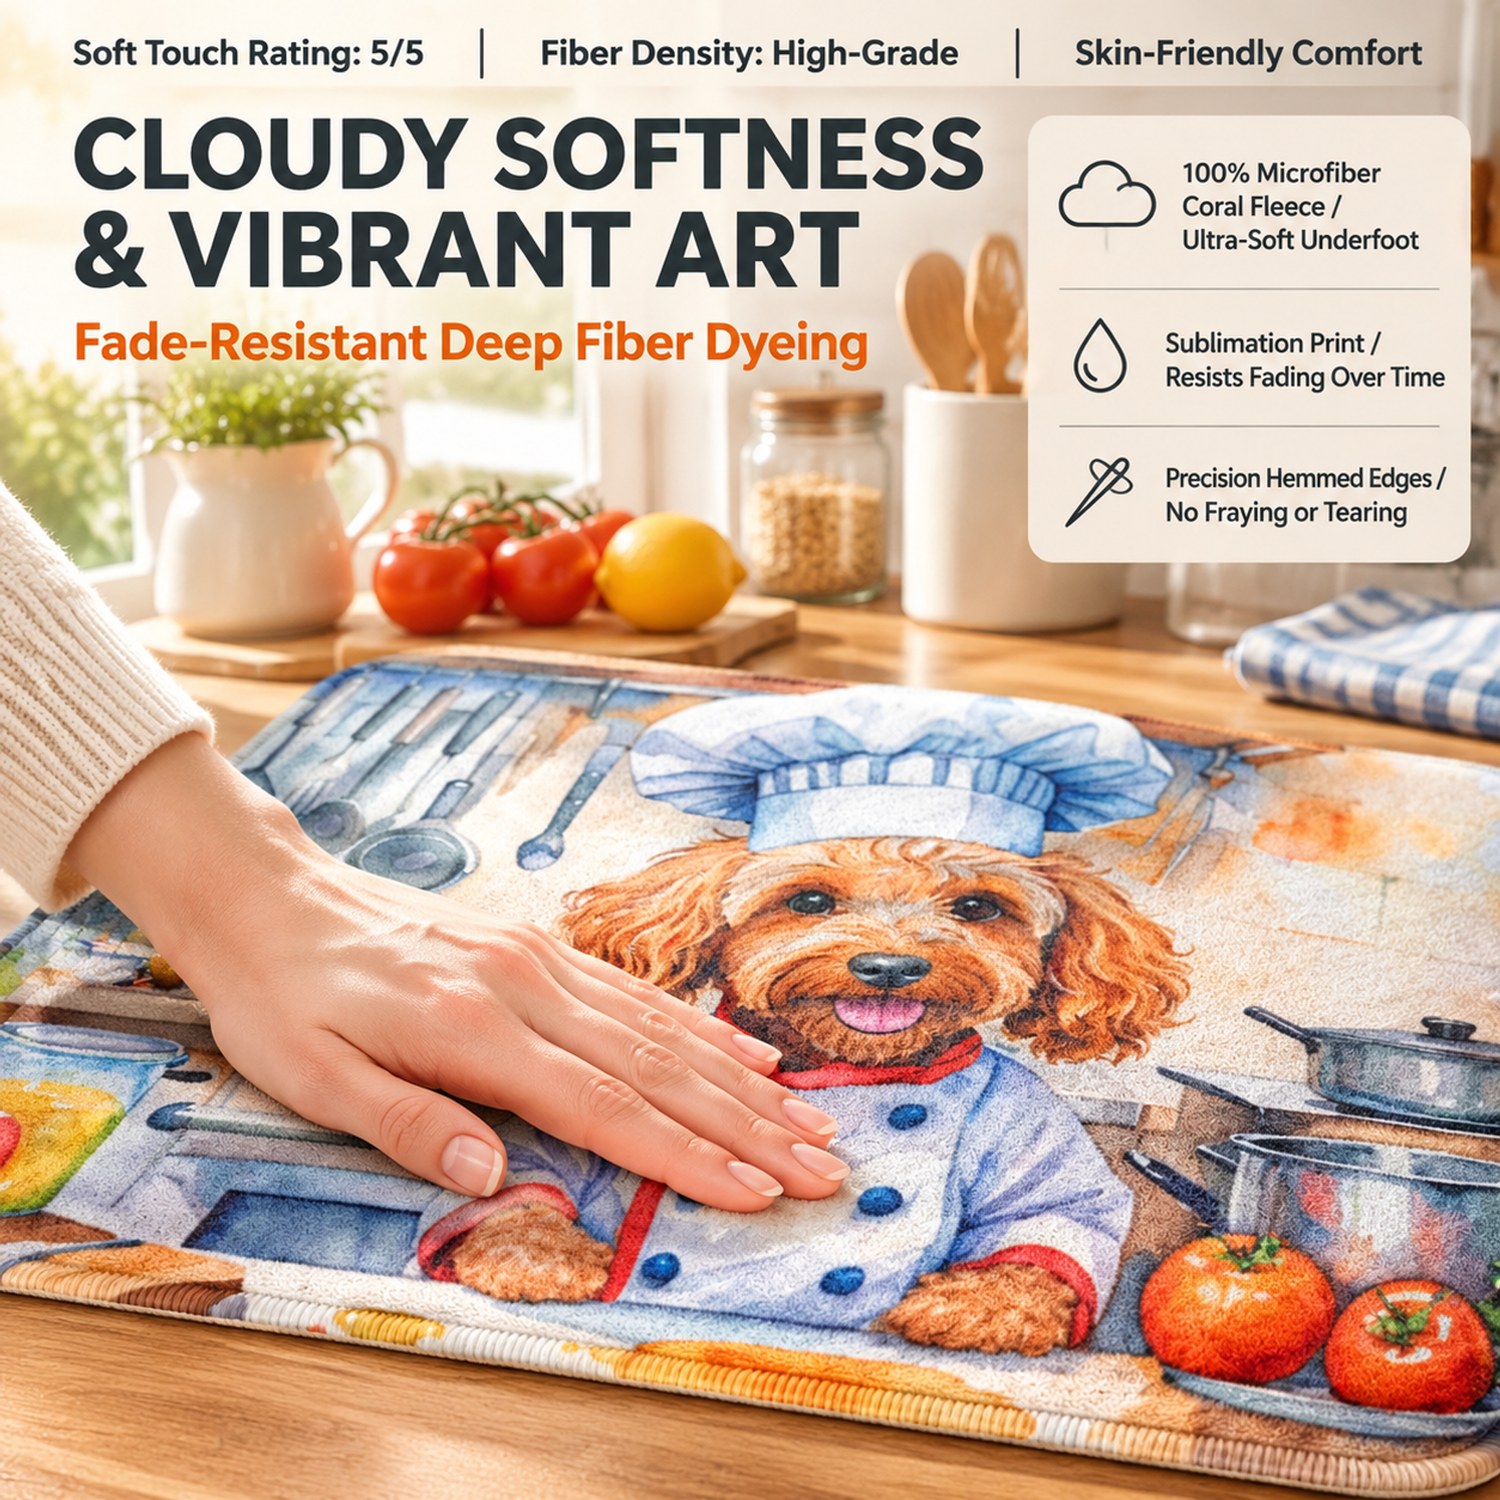 Soft Touch Rating: 5/5 | Fiber Density: High-Grade | Skin-Friendly Comfort
CLOUDY SOFTNESS
& VIBRANT ART
Fade-Resistant Deep Fiber Dyeing
100% Microfiber
Coral Fleece /
Ultra-Soft Underfoot
Sublimation Print /
Resists Fading Over Time
Precision Hemmed Edges /
No Fraying or Tearing